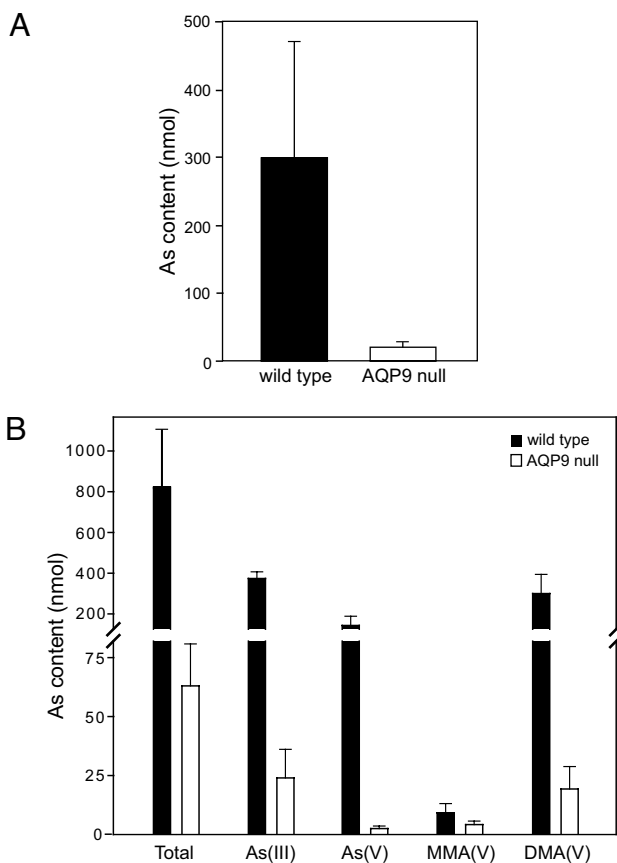 A
As content (nmol)
500
400
300
200
100
0
wild type
AQP9 null
B
As content (nmol)
wild type
AQP9 null
1000
800
600
400
200
75
50
25
0
Total
As(III)
As(V)
MMA(V)
DMA(V)